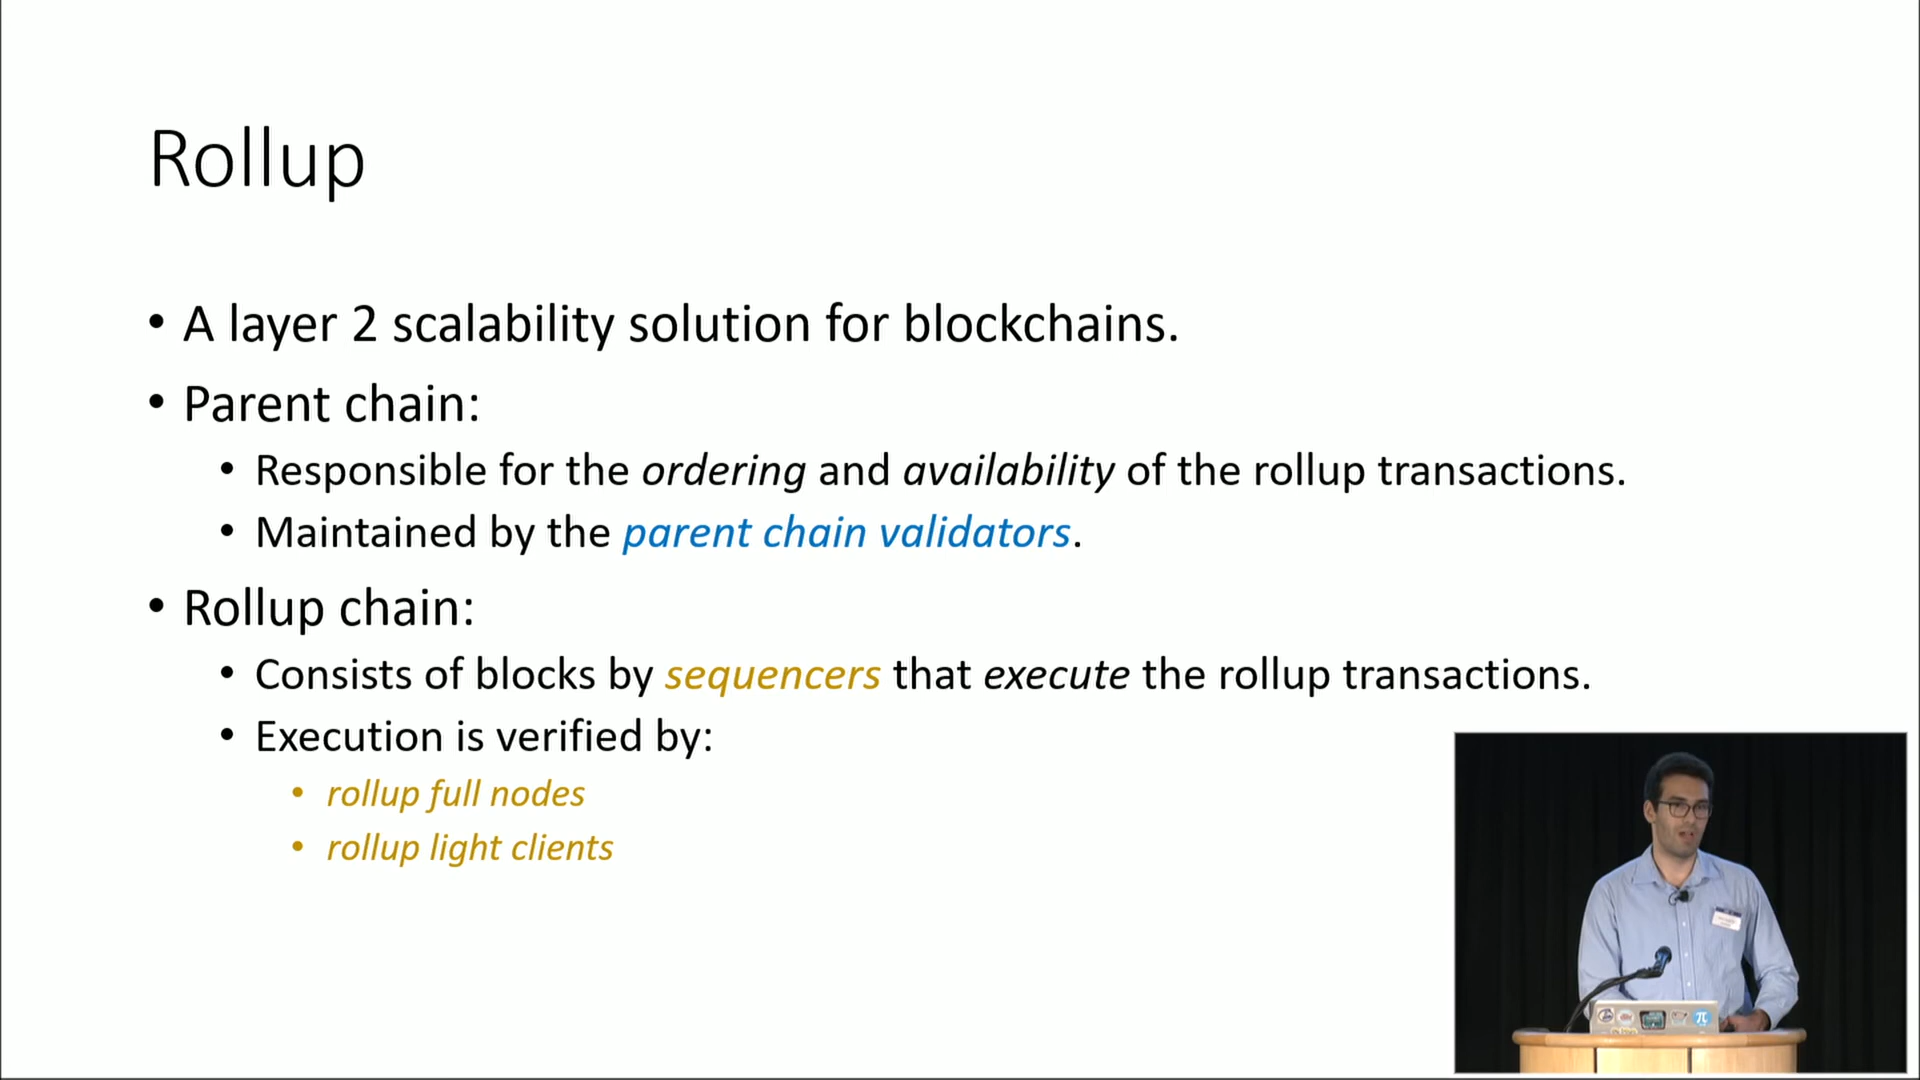 Rollup
• A layer 2 scalability solution for blockchains.
• Parent chain:
• Responsible for the ordering and availability of the rollup transactions.
• Maintained by the parent chain validators.
• Rollup chain:
• Consists of blocks by sequencers that execute the rollup transactions.
• Execution is verified by:
• rollup full nodes
• rollup light clients
π